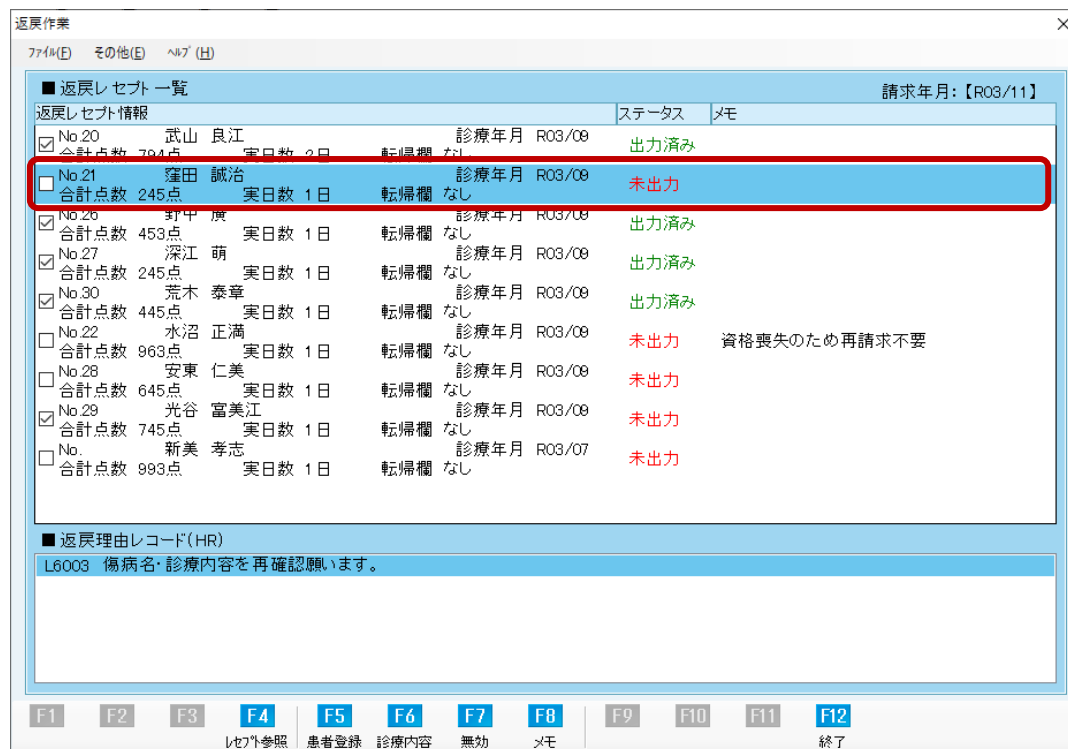 返戻作業
ﾌｧｲﾙ(F) その他(E) ﾍﾙﾌﾟ(H)
■返戻レセプト一覧 請求年月:【R03/11】
返戻レセプト情報 ステータス メモ
No.20 武山 良江 診療年月 R03/09
合計点数 794点 実日数 2日 転帰欄 なし
出力済み
No.21 窪田 誠治 診療年月 R03/09
合計点数 245点 実日数 1日 転帰欄 なし
未出力
No.26 野中 廣 診療年月 R03/09
合計点数 453点 実日数 1日 転帰欄 なし
出力済み
No.27 深江 萌 診療年月 R03/09
合計点数 245点 実日数 1日 転帰欄 なし
出力済み
No.30 荒木 泰章 診療年月 R03/09
合計点数 445点 実日数 1日 転帰欄 なし
出力済み
No.22 水沼 正満 診療年月 R03/09
合計点数 963点 実日数 1日 転帰欄 なし
未出力 資格喪失のため再請求不要
No.28 安東 仁美 診療年月 R03/09
合計点数 645点 実日数 1日 転帰欄 なし
未出力
No.29 光谷 富美江 診療年月 R03/09
合計点数 745点 実日数 1日 転帰欄 なし
未出力
No. 新美 孝志 診療年月 R03/07
合計点数 993点 実日数 1日 転帰欄 なし
未出力
■返戻理由レコード(HR)
L6003 傷病名・診療内容を再確認願います。
F1 F2 F3 F4 F5 F6 F7 F8 F9 F10 F11 F12
ﾚｾﾌﾟﾄ参照 患者登録 診療内容 無効 メモ 終了